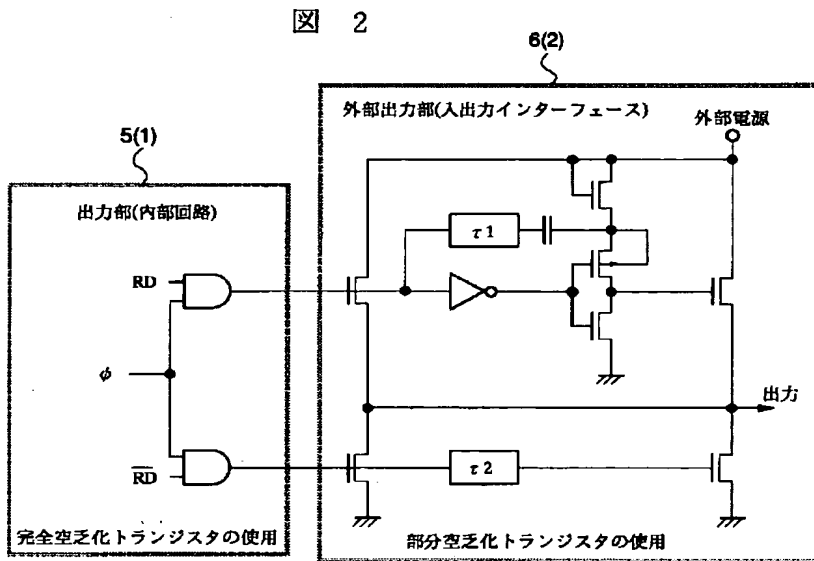 図 2
6(2)
外部出力部(入出力インターフェース)
外部電源
5(1)
出力部(内部回路)
τ1
RD
φ
出力
R̅D̅
τ2
完全空乏化トランジスタの使用
部分空乏化トランジスタの使用